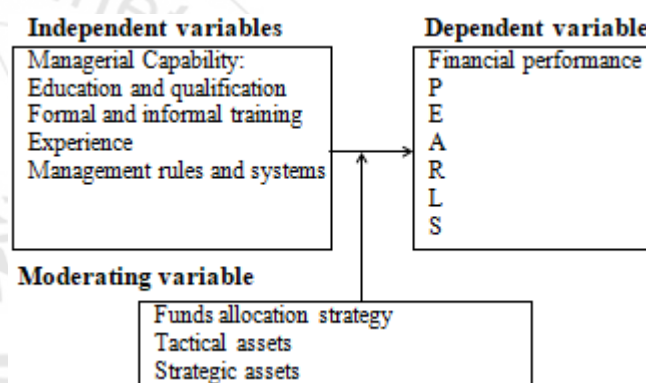 Independent variables
Managerial Capability:
Education and qualification
Formal and informal training
Experience
Management rules and systems
Dependent variable
Financial performance
P
E
A
R
L
S
Moderating variable
Funds allocation strategy
Tactical assets
Strategic assets